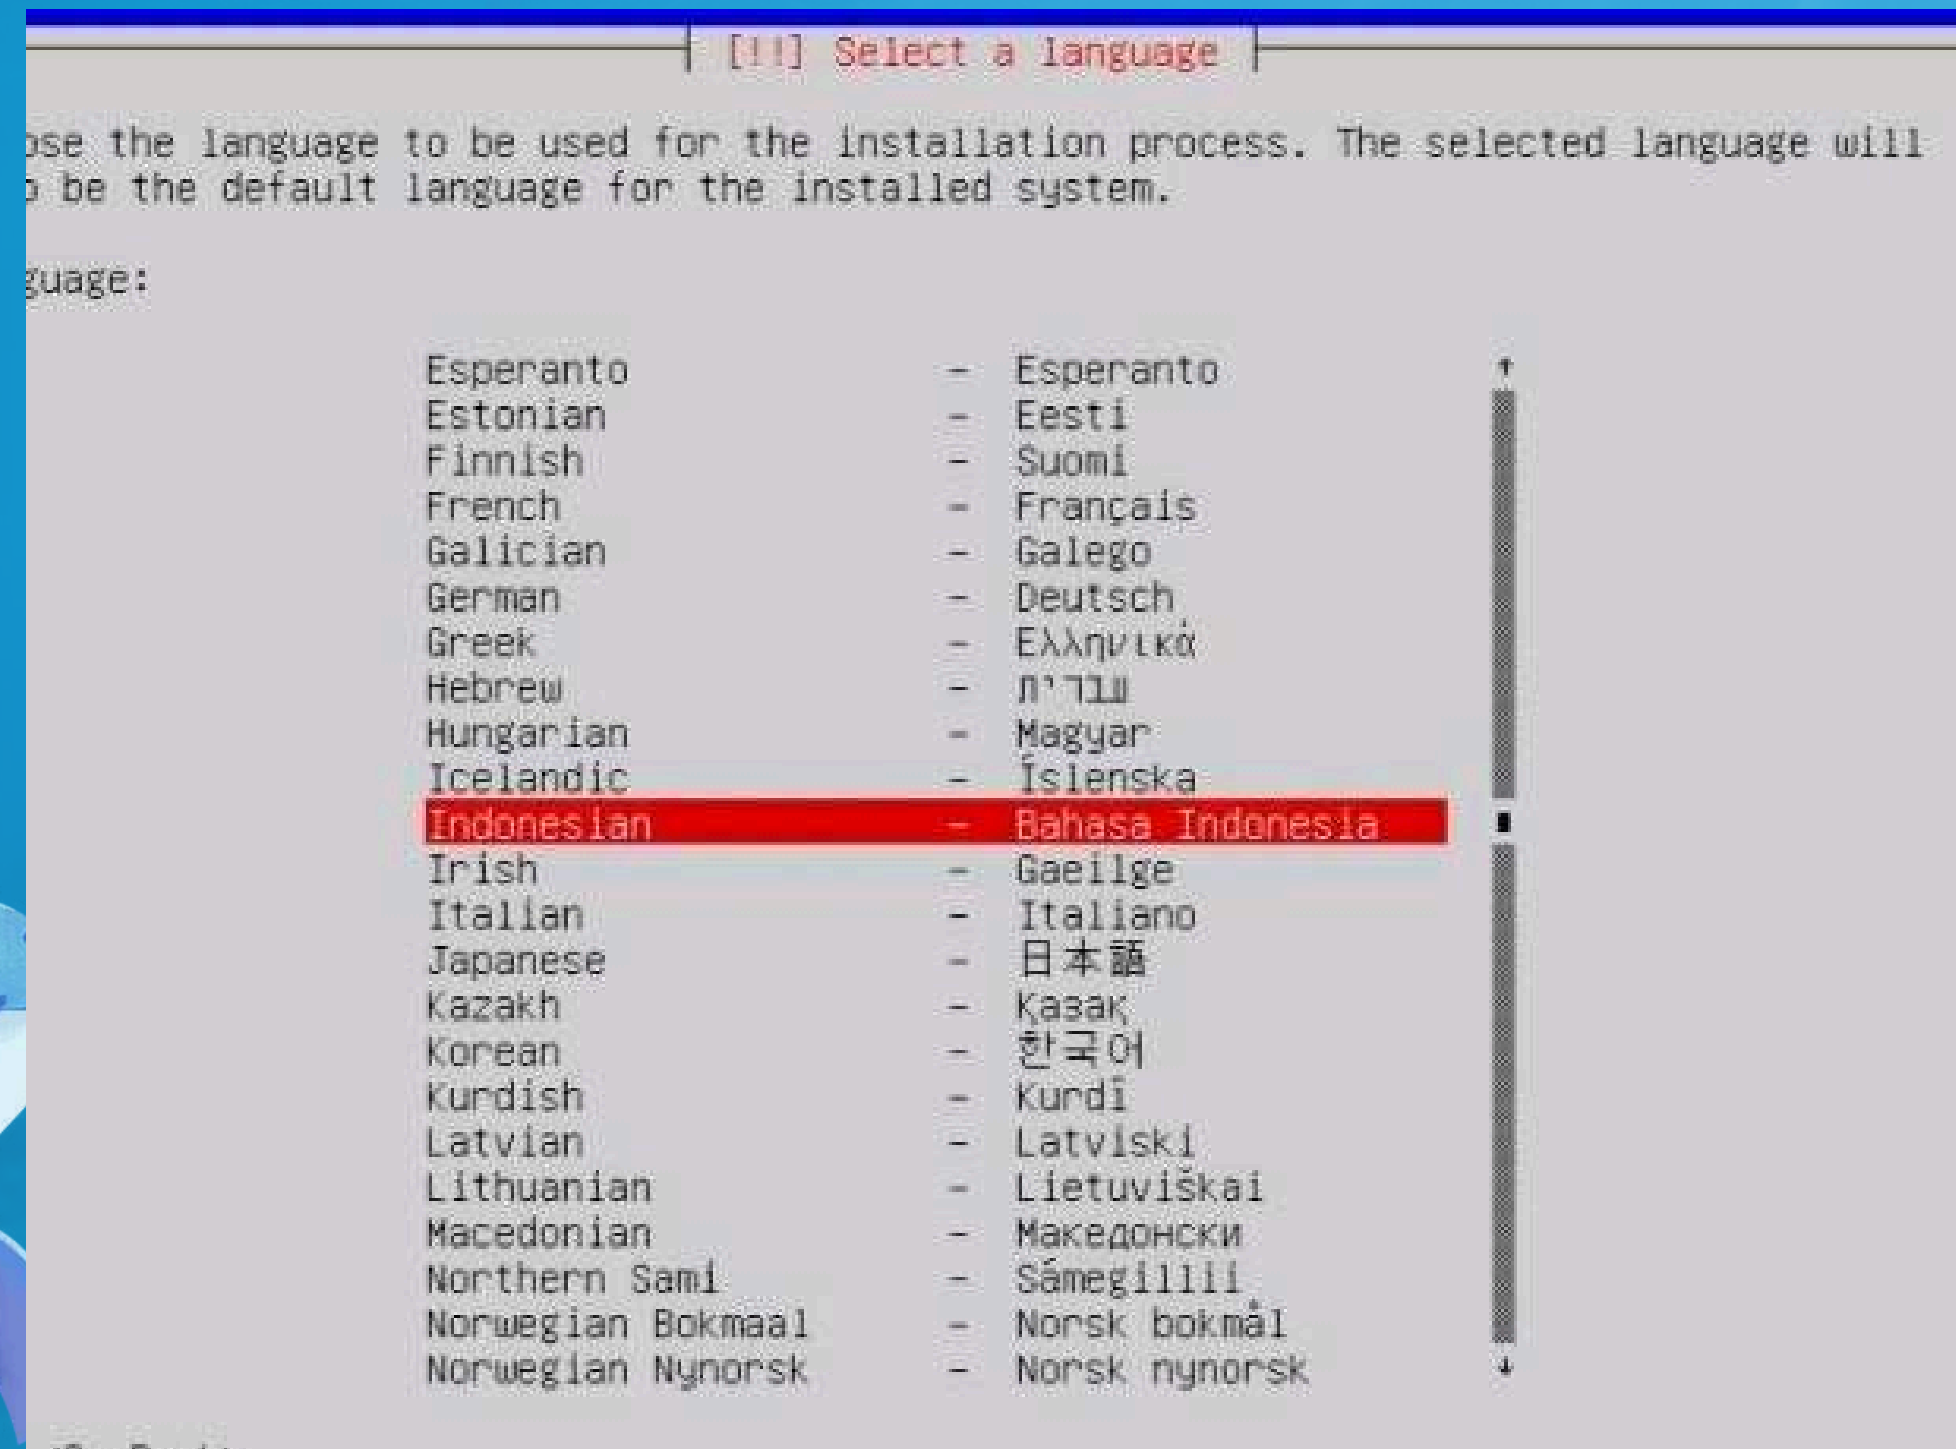 [!!] Select a language
ose the language to be used for the installation process. The selected language will
o be the default language for the installed system.
guage:
Esperanto - Esperanto
Estonian - Eesti
Finnish - Suomi
French - Français
Galician - Galego
German - Deutsch
Greek - Ελληνικά
Hebrew - עברית
Hungarian - Magyar
Icelandic - Íslenska
Indonesian - Bahasa Indonesia
Irish - Gaeilge
Italian - Italiano
Japanese - 日本語
Kazakh - Қазақ
Korean - 한국어
Kurdish - Kurdî
Latvian - Latviski
Lithuanian - Lietuviškai
Macedonian - Македонски
Northern Sami - Sámegillii
Norwegian Bokmaal - Norsk bokmål
Norwegian Nynorsk - Norsk nynorsk